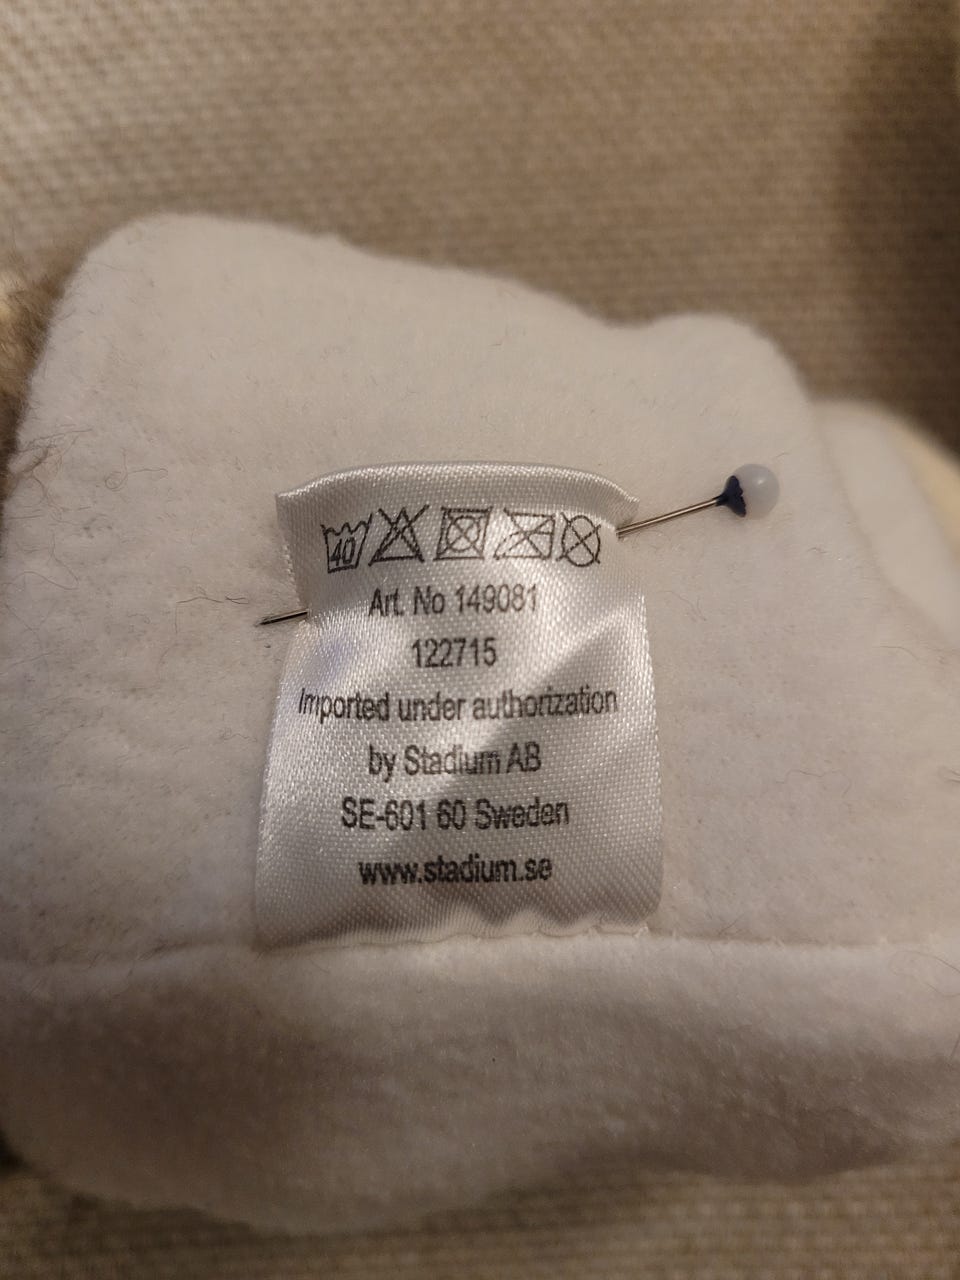 40
Art. No 149081
122715
Imported under authorization
by Stadium AB
SE-601 60 Sweden
www.stadium.se